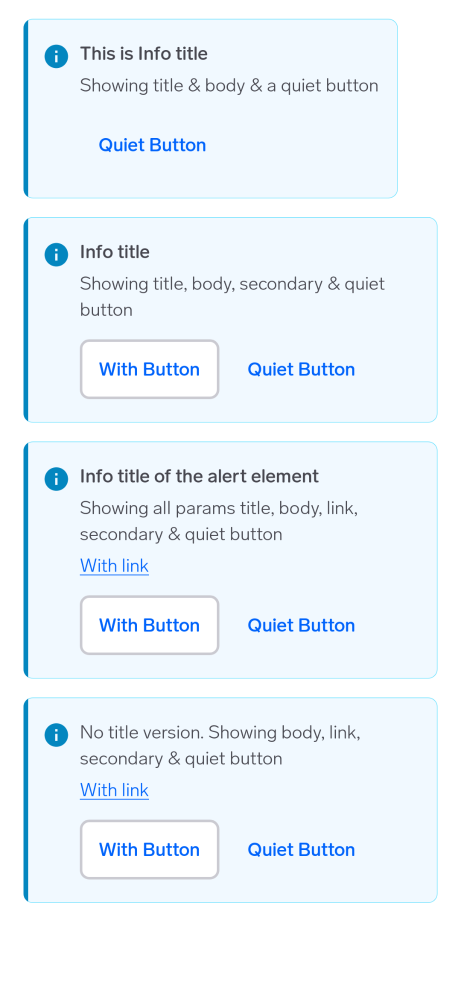 This is Info title
Showing title & body & a quiet button
Quiet Button
Info title
Showing title, body, secondary & quiet
button
With Button
Quiet Button
Info title of the alert element
Showing all params title, body, link,
secondary & quiet button
With link
With Button
Quiet Button
No title version. Showing body, link,
secondary & quiet button
With link
With Button
Quiet Button